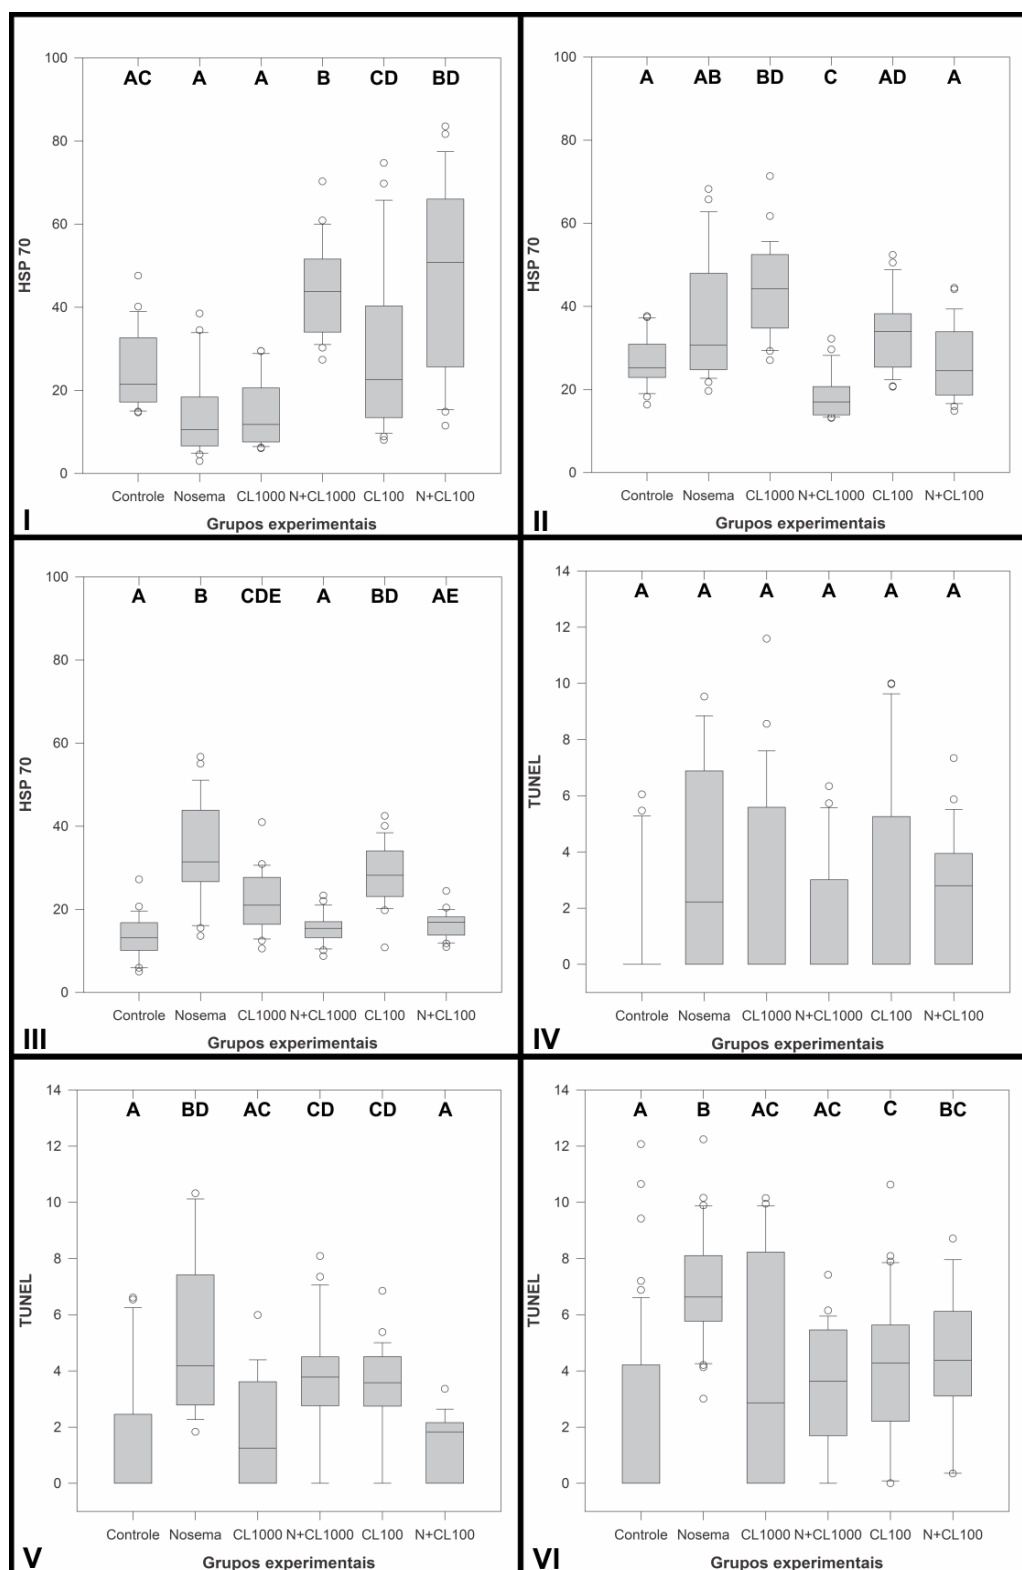 100
AC A A B CD BD
80
60
HSP 70
40
20
0
Controle Nosema CL1000 N+CL1000 CL100 N+CL100
Grupos experimentais
I
100
A AB BD C AD A
80
60
HSP 70
40
20
0
Controle Nosema CL1000 N+CL1000 CL100 N+CL100
Grupos experimentais
II
100
A B CDE A BD AE
80
60
HSP 70
40
20
0
Controle Nosema CL1000 N+CL1000 CL100 N+CL100
Grupos experimentais
III
14
A A A A A A
12
10
8
TUNEL
6
4
2
0
Controle Nosema CL1000 N+CL1000 CL100 N+CL100
Grupos experimentais
IV
14
A BD AC CD CD A
12
10
8
TUNEL
6
4
2
0
Controle Nosema CL1000 N+CL1000 CL100 N+CL100
Grupos experimentais
V
14
A B AC AC C BC
12
10
8
TUNEL
6
4
2
0
Controle Nosema CL1000 N+CL1000 CL100 N+CL100
Grupos experimentais
VI